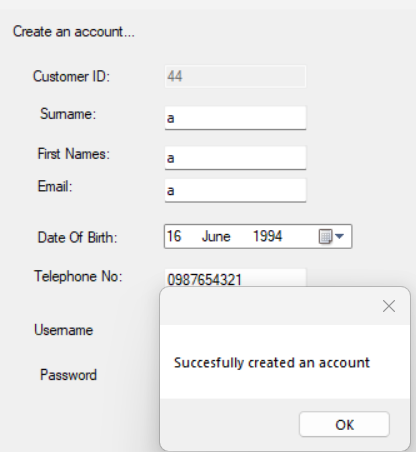 Create an account...
Customer ID: 44
Surname: a
First Names: a
Email: a
Date Of Birth: 16 June 1994
Telephone No: 0987654321
Username
Succesfully created an account
Password
OK